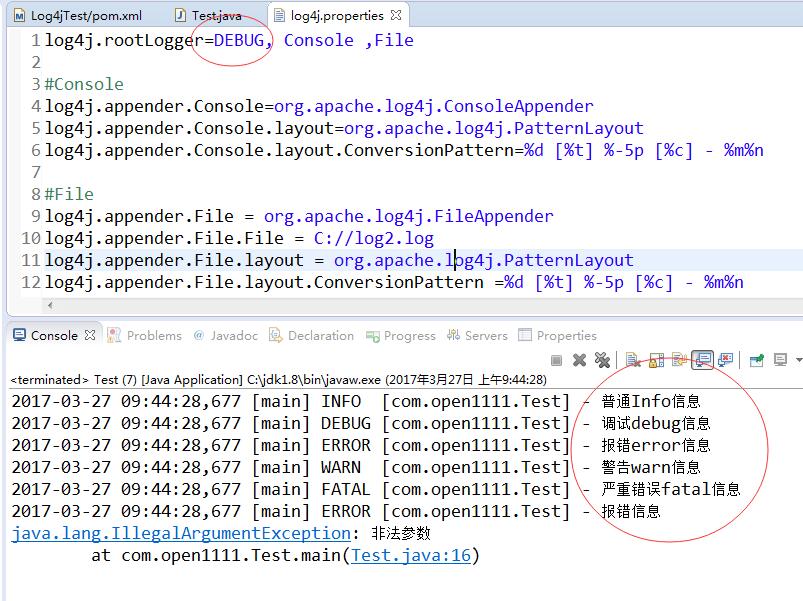 Log4jTest/pom.xml Test.java log4j.properties
1 log4j.rootLogger=DEBUG, Console ,File
2
3 #Console
4 log4j.appender.Console=org.apache.log4j.ConsoleAppender
5 log4j.appender.Console.layout=org.apache.log4j.PatternLayout
6 log4j.appender.Console.layout.ConversionPattern=%d [%t] %-5p [%c] - %m%n
7
8 #File
9 log4j.appender.File = org.apache.log4j.FileAppender
10 log4j.appender.File.File = C://log2.log
11 log4j.appender.File.layout = org.apache.log4j.PatternLayout
12 log4j.appender.File.layout.ConversionPattern =%d [%t] %-5p [%c] - %m%n
Console Problems @ Javadoc Declaration Progress Servers Properties
<terminated> Test (7) [Java Application] C:\jdk1.8\bin\javaw.exe (2017年3月27日 上午9:44:28)
2017-03-27 09:44:28,677 [main] INFO  [com.open1111.Test] - 普通Info信息
2017-03-27 09:44:28,677 [main] DEBUG [com.open1111.Test] - 调试debug信息
2017-03-27 09:44:28,677 [main] ERROR [com.open1111.Test] - 报错error信息
2017-03-27 09:44:28,677 [main] WARN  [com.open1111.Test] - 警告warn信息
2017-03-27 09:44:28,677 [main] FATAL [com.open1111.Test] - 严重错误fatal信息
2017-03-27 09:44:28,677 [main] ERROR [com.open1111.Test] - 报错信息
java.lang.IllegalArgumentException: 非法参数
at com.open1111.Test.main(Test.java:16)